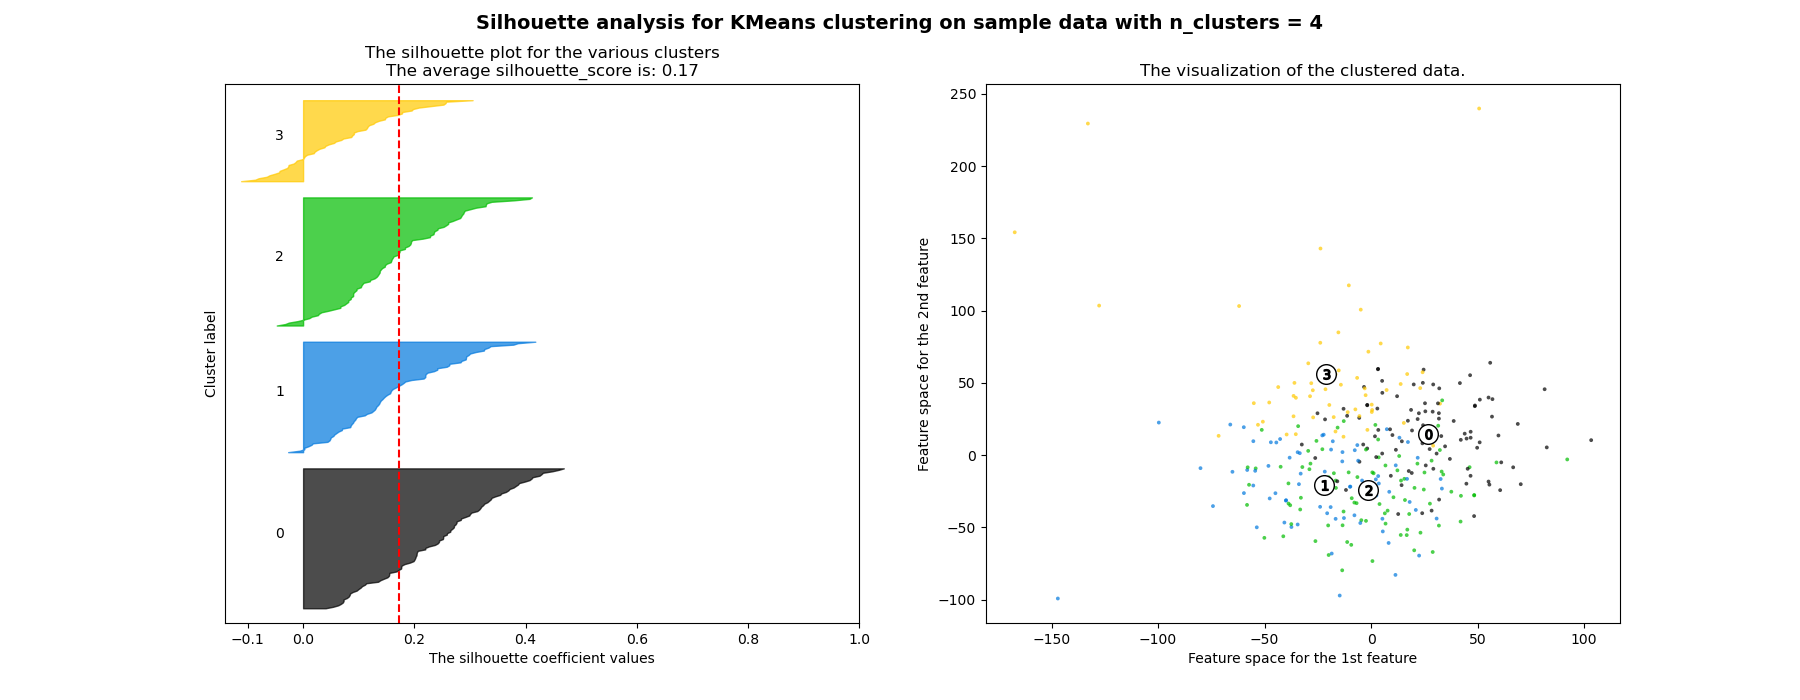 Silhouette analysis for KMeans clustering on sample data with n_clusters = 4
The silhouette plot for the various clusters
The average silhouette_score is: 0.17
3
2
1
0
Cluster label
−0.1 0.0 0.2 0.4 0.6 0.8 1.0
The silhouette coefficient values
The visualization of the clustered data.
250
200
150
100
50
0
−50
−100
Feature space for the 2nd feature
3
0
1
2
−150 −100 −50 0 50 100
Feature space for the 1st feature